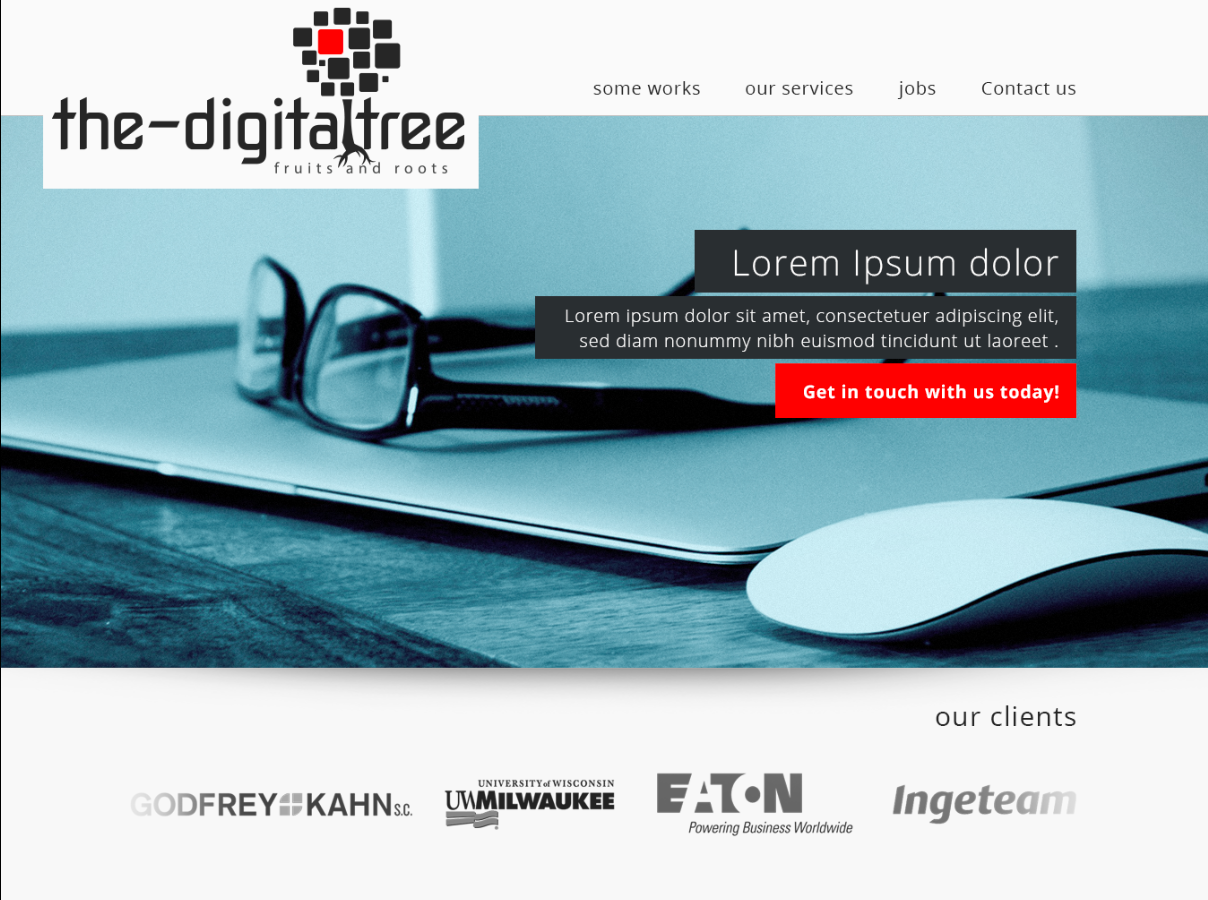 the-digitaltree
fruits and roots
some works
our services
jobs
Contact us
Lorem Ipsum dolor
Lorem ipsum dolor sit amet, consectetuer adipiscing elit,
sed diam nonummy nibh euismod tincidunt ut laoreet .
Get in touch with us today!
our clients
GODFREY KAHN S.C.
UNIVERSITY of WISCONSIN
UWMILWAUKEE
EATON
Powering Business Worldwide
Ingeteam